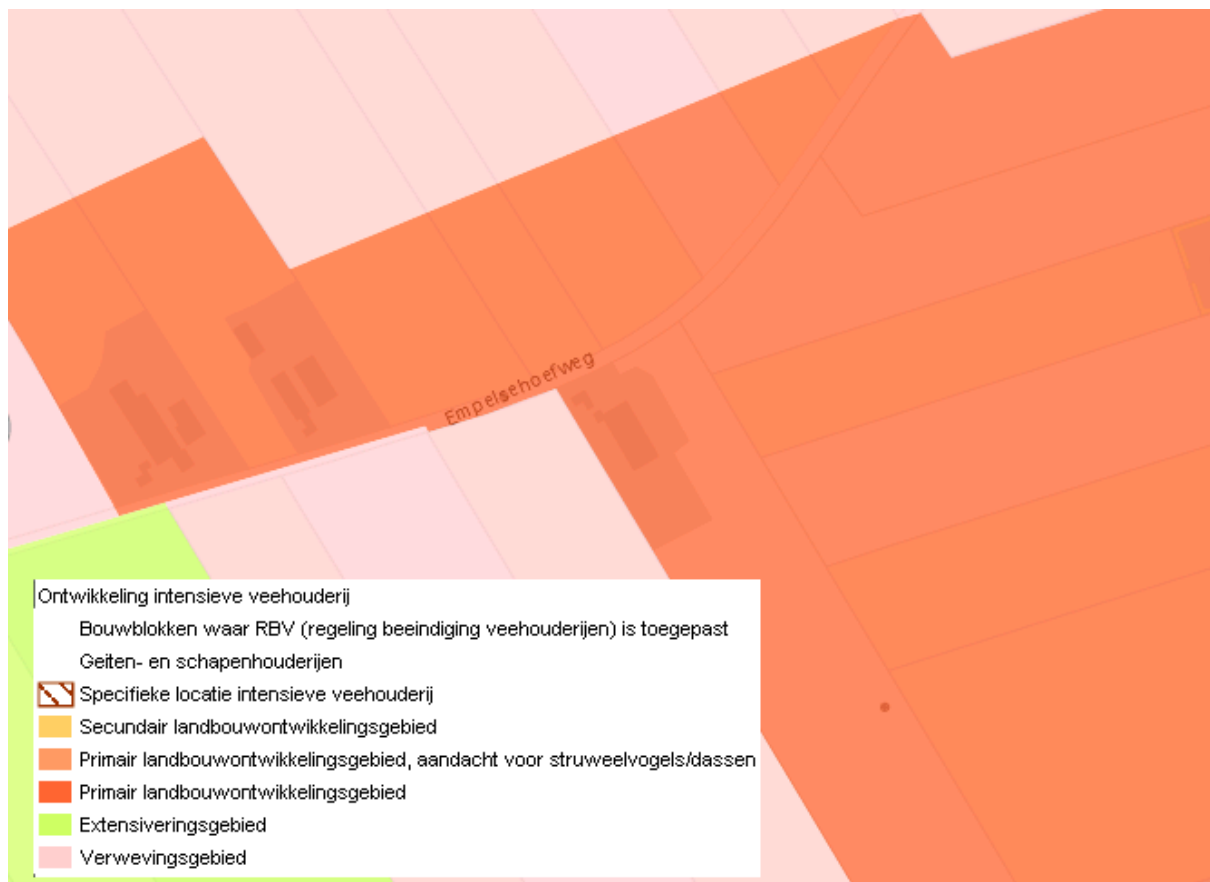 Empelsehoefweg
Ontwikkeling intensieve veehouderij
Bouwblokken waar RBV (regeling beeindiging veehouderijen) is toegepast
Geiten- en schapenhouderijen
Specifieke locatie intensieve veehouderij
Secundair landbouwontwikkelingsgebied
Primair landbouwontwikkelingsgebied, aandacht voor struweelvogels/dassen
Primair landbouwontwikkelingsgebied
Extensiveringsgebied
Verwevingsgebied